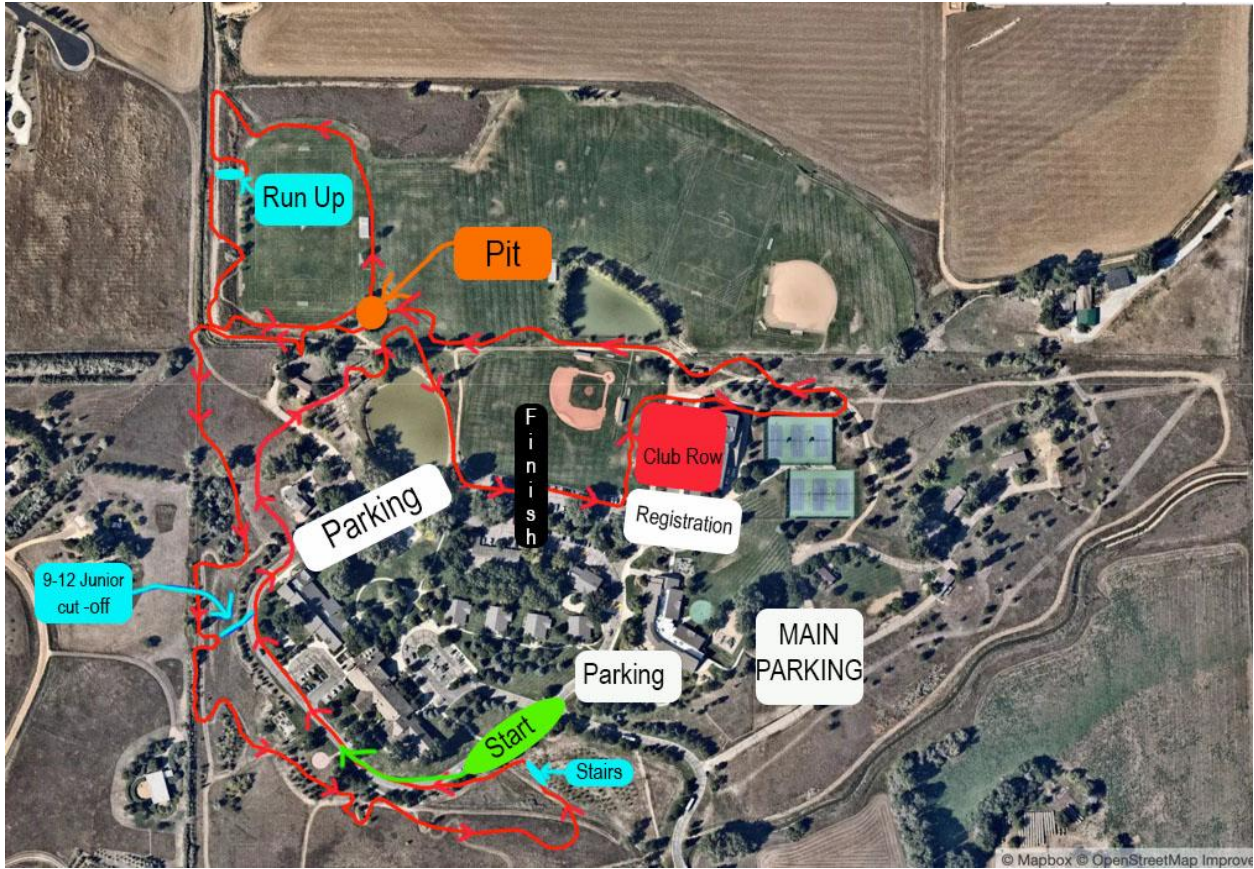 Run Up
Pit
Finish
Club Row
Registration
Parking
9-12 Junior
cut -off
MAIN
PARKING
Parking
Start
Stairs
© Mapbox © OpenStreetMap Improve